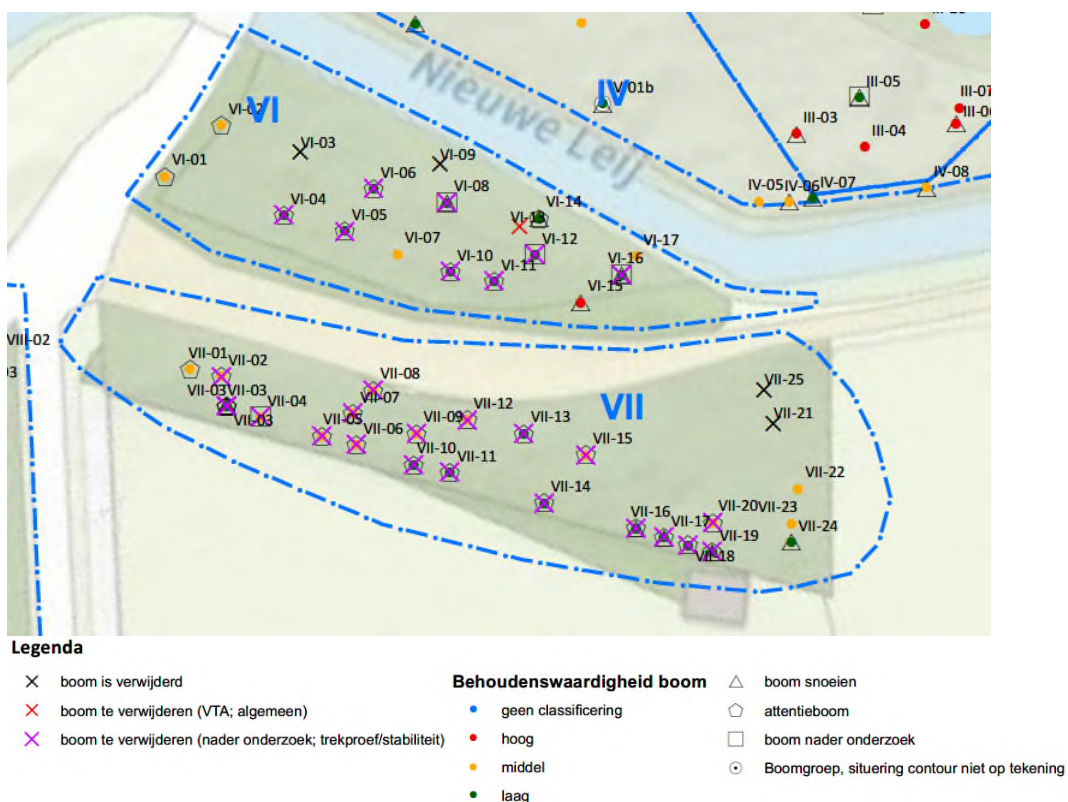 III-05
III-07
III-06
III-03
III-04
Nieuwe Leij
IV
V-01b
VI
VI-02
VI-03
VI-09
VI-01
VI-06
VI-08
IV-08
IV-07
IV-05
IV-06
VI-04
VI-05
VI-13
VI-14
VI-07
VI-12
VI-17
VI-10
VI-11
VI-16
VI-15
VIII-02
03
VII-01
VII-02
VII-08
VII-25
VII-03
VII-03
VII-04
VII-07
VII-12
VII
VII-03
VII-05
VII-06
VII-09
VII-13
VII-21
VII-10
VII-11
VII-15
VII-14
VII-22
VII-16
VII-17
VII-20
VII-23
VII-19
VII-24
VII-18
Legenda
boom is verwijderd
boom te verwijderen (VTA; algemeen)
boom te verwijderen (nader onderzoek; trekproef/stabiliteit)
Behoudenswaardigheid boom
geen classificering
hoog
middel
laag
boom snoeien
attentieboom
boom nader onderzoek
Boomgroep, situering contour niet op tekening